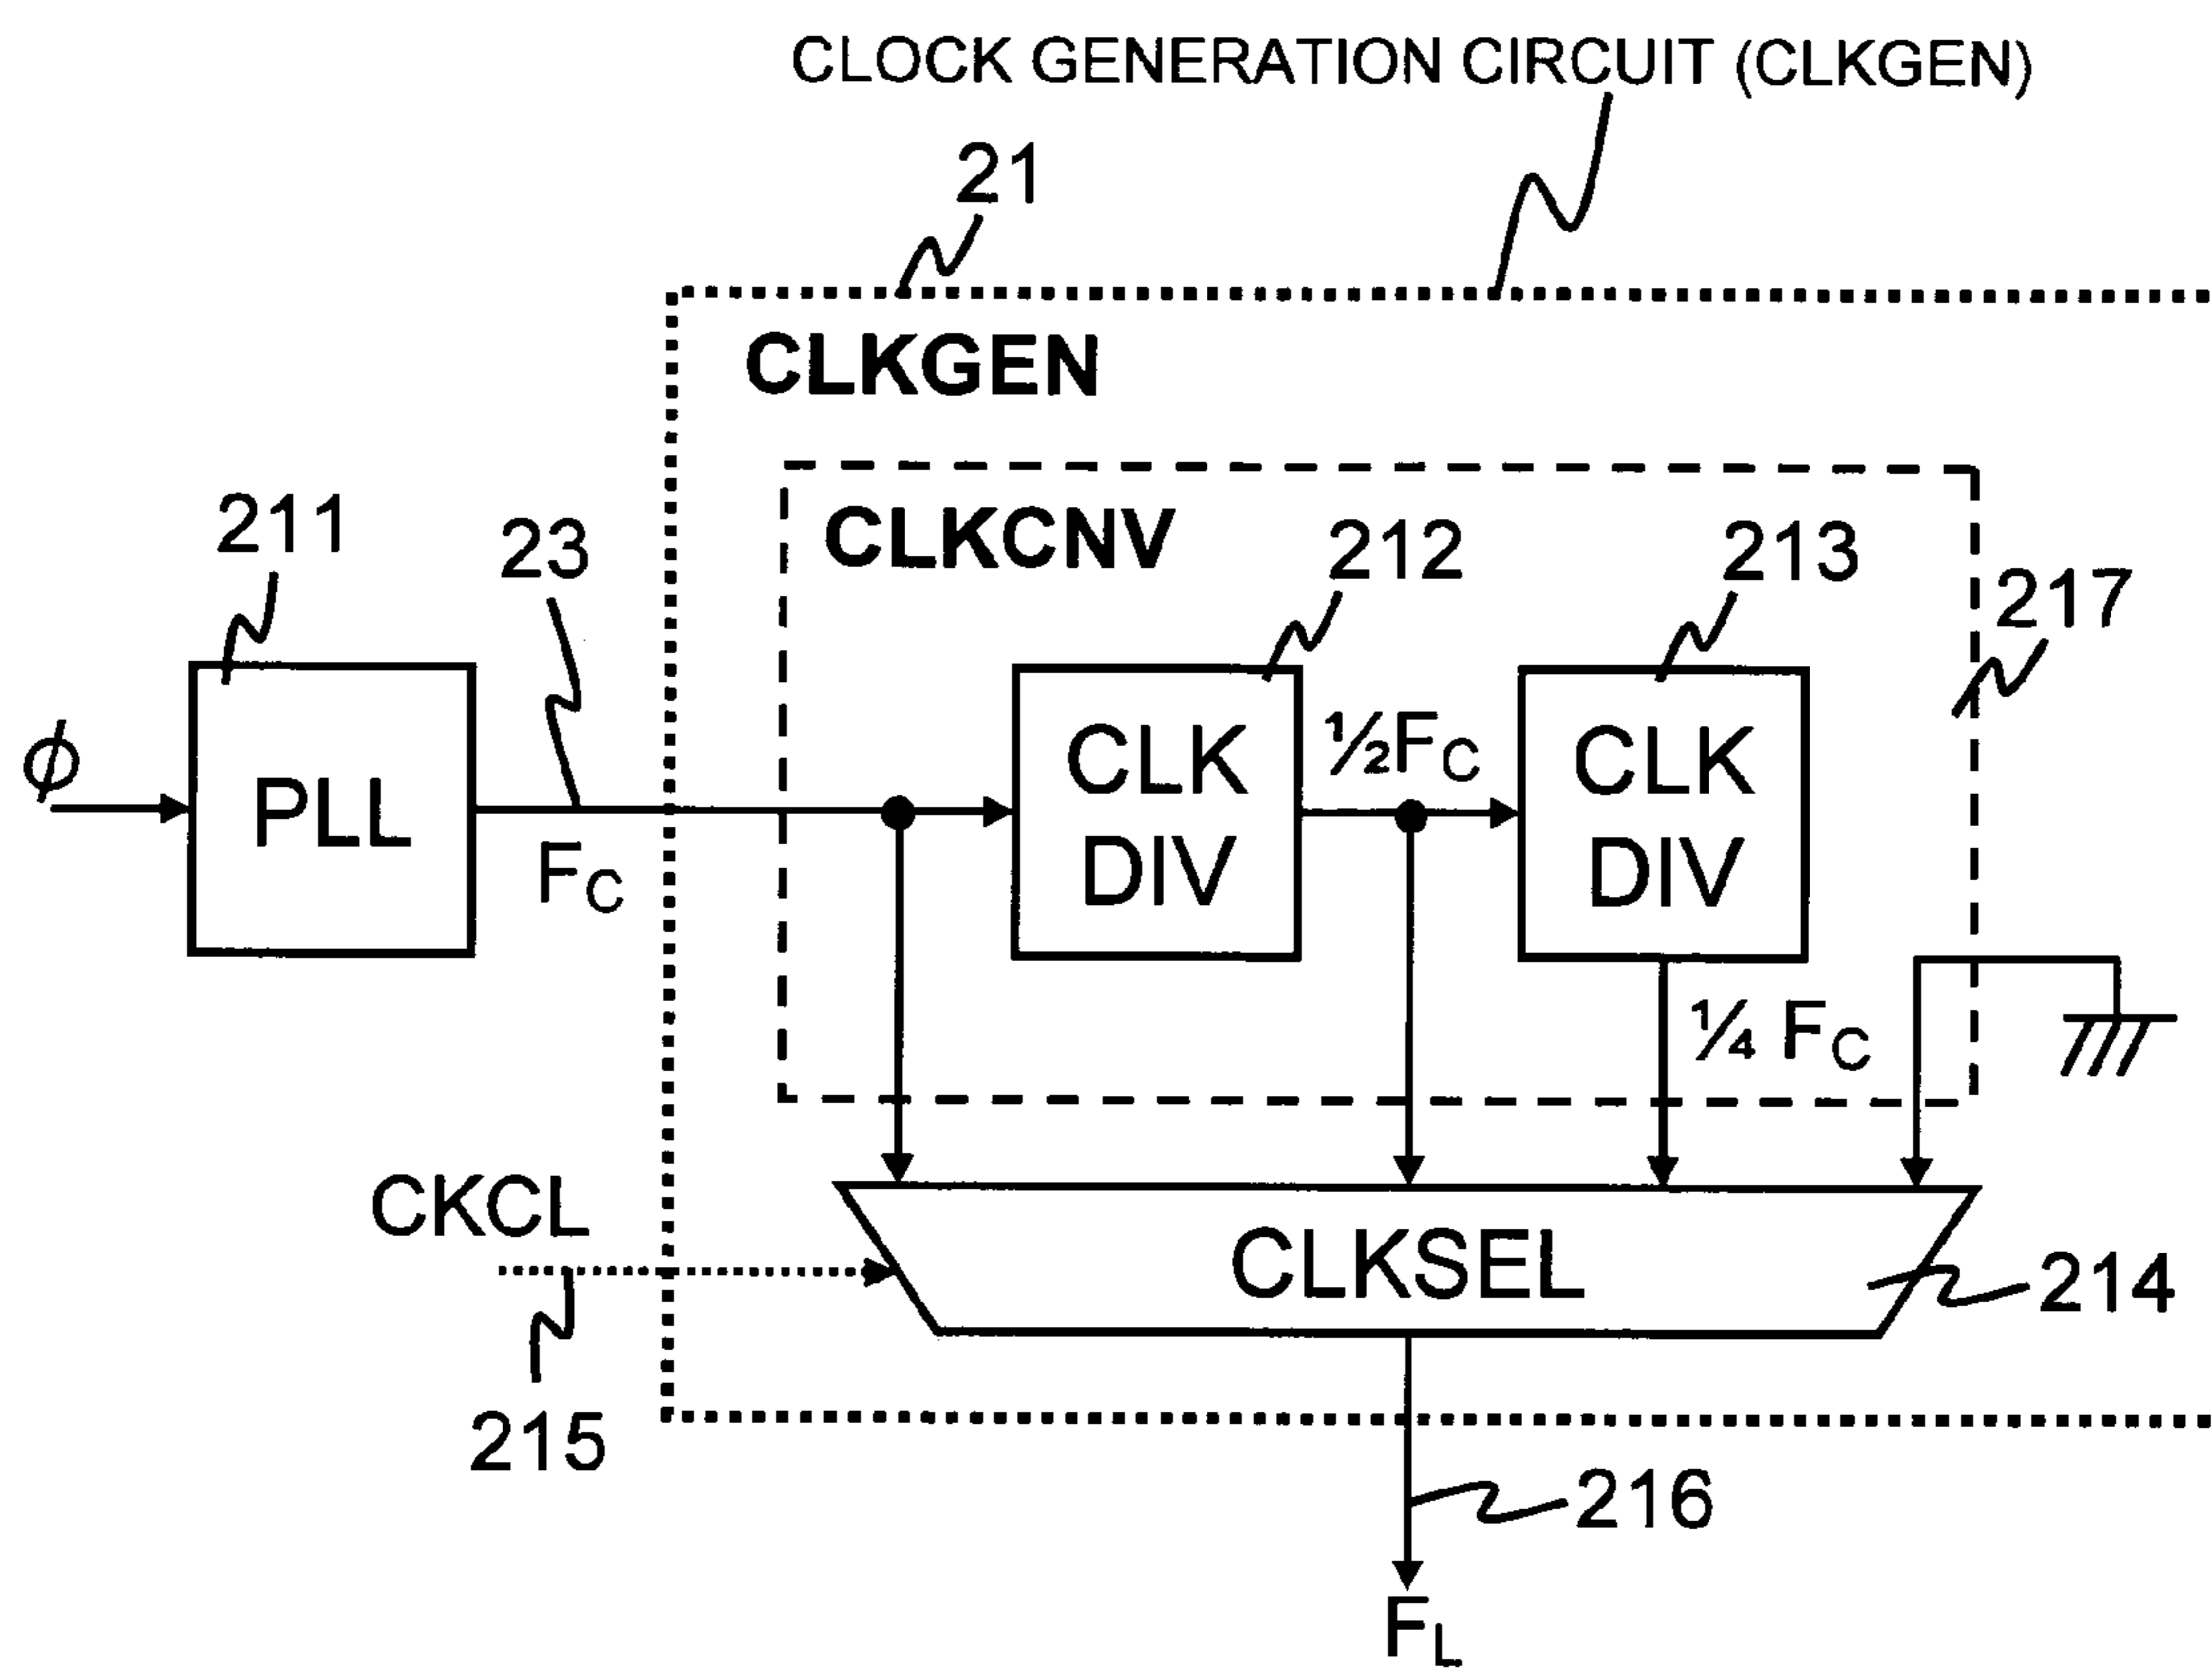 CLOCK GENERATION CIRCUIT (CLKGEN)
21
CLKGEN
211
23
CLKCNV
212
213
217
ϕ
PLL
FC
CLK
DIV
½FC
CLK
DIV
¼ FC
CKCL
CLKSEL
214
215
216
FL